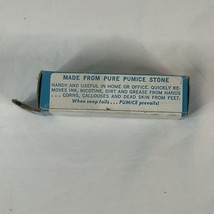 MADE FROM PURE PUMICE STONE
HANDY AND USEFUL IN HOME OR OFFICE. QUICKLY RE-
MOVES INK, NICOTINE, DIRT AND GREASE FROM HANDS
... CORNS, CALLOUSES AND DEAD SKIN FROM FEET.
When soap fails... PUMICE prevails!